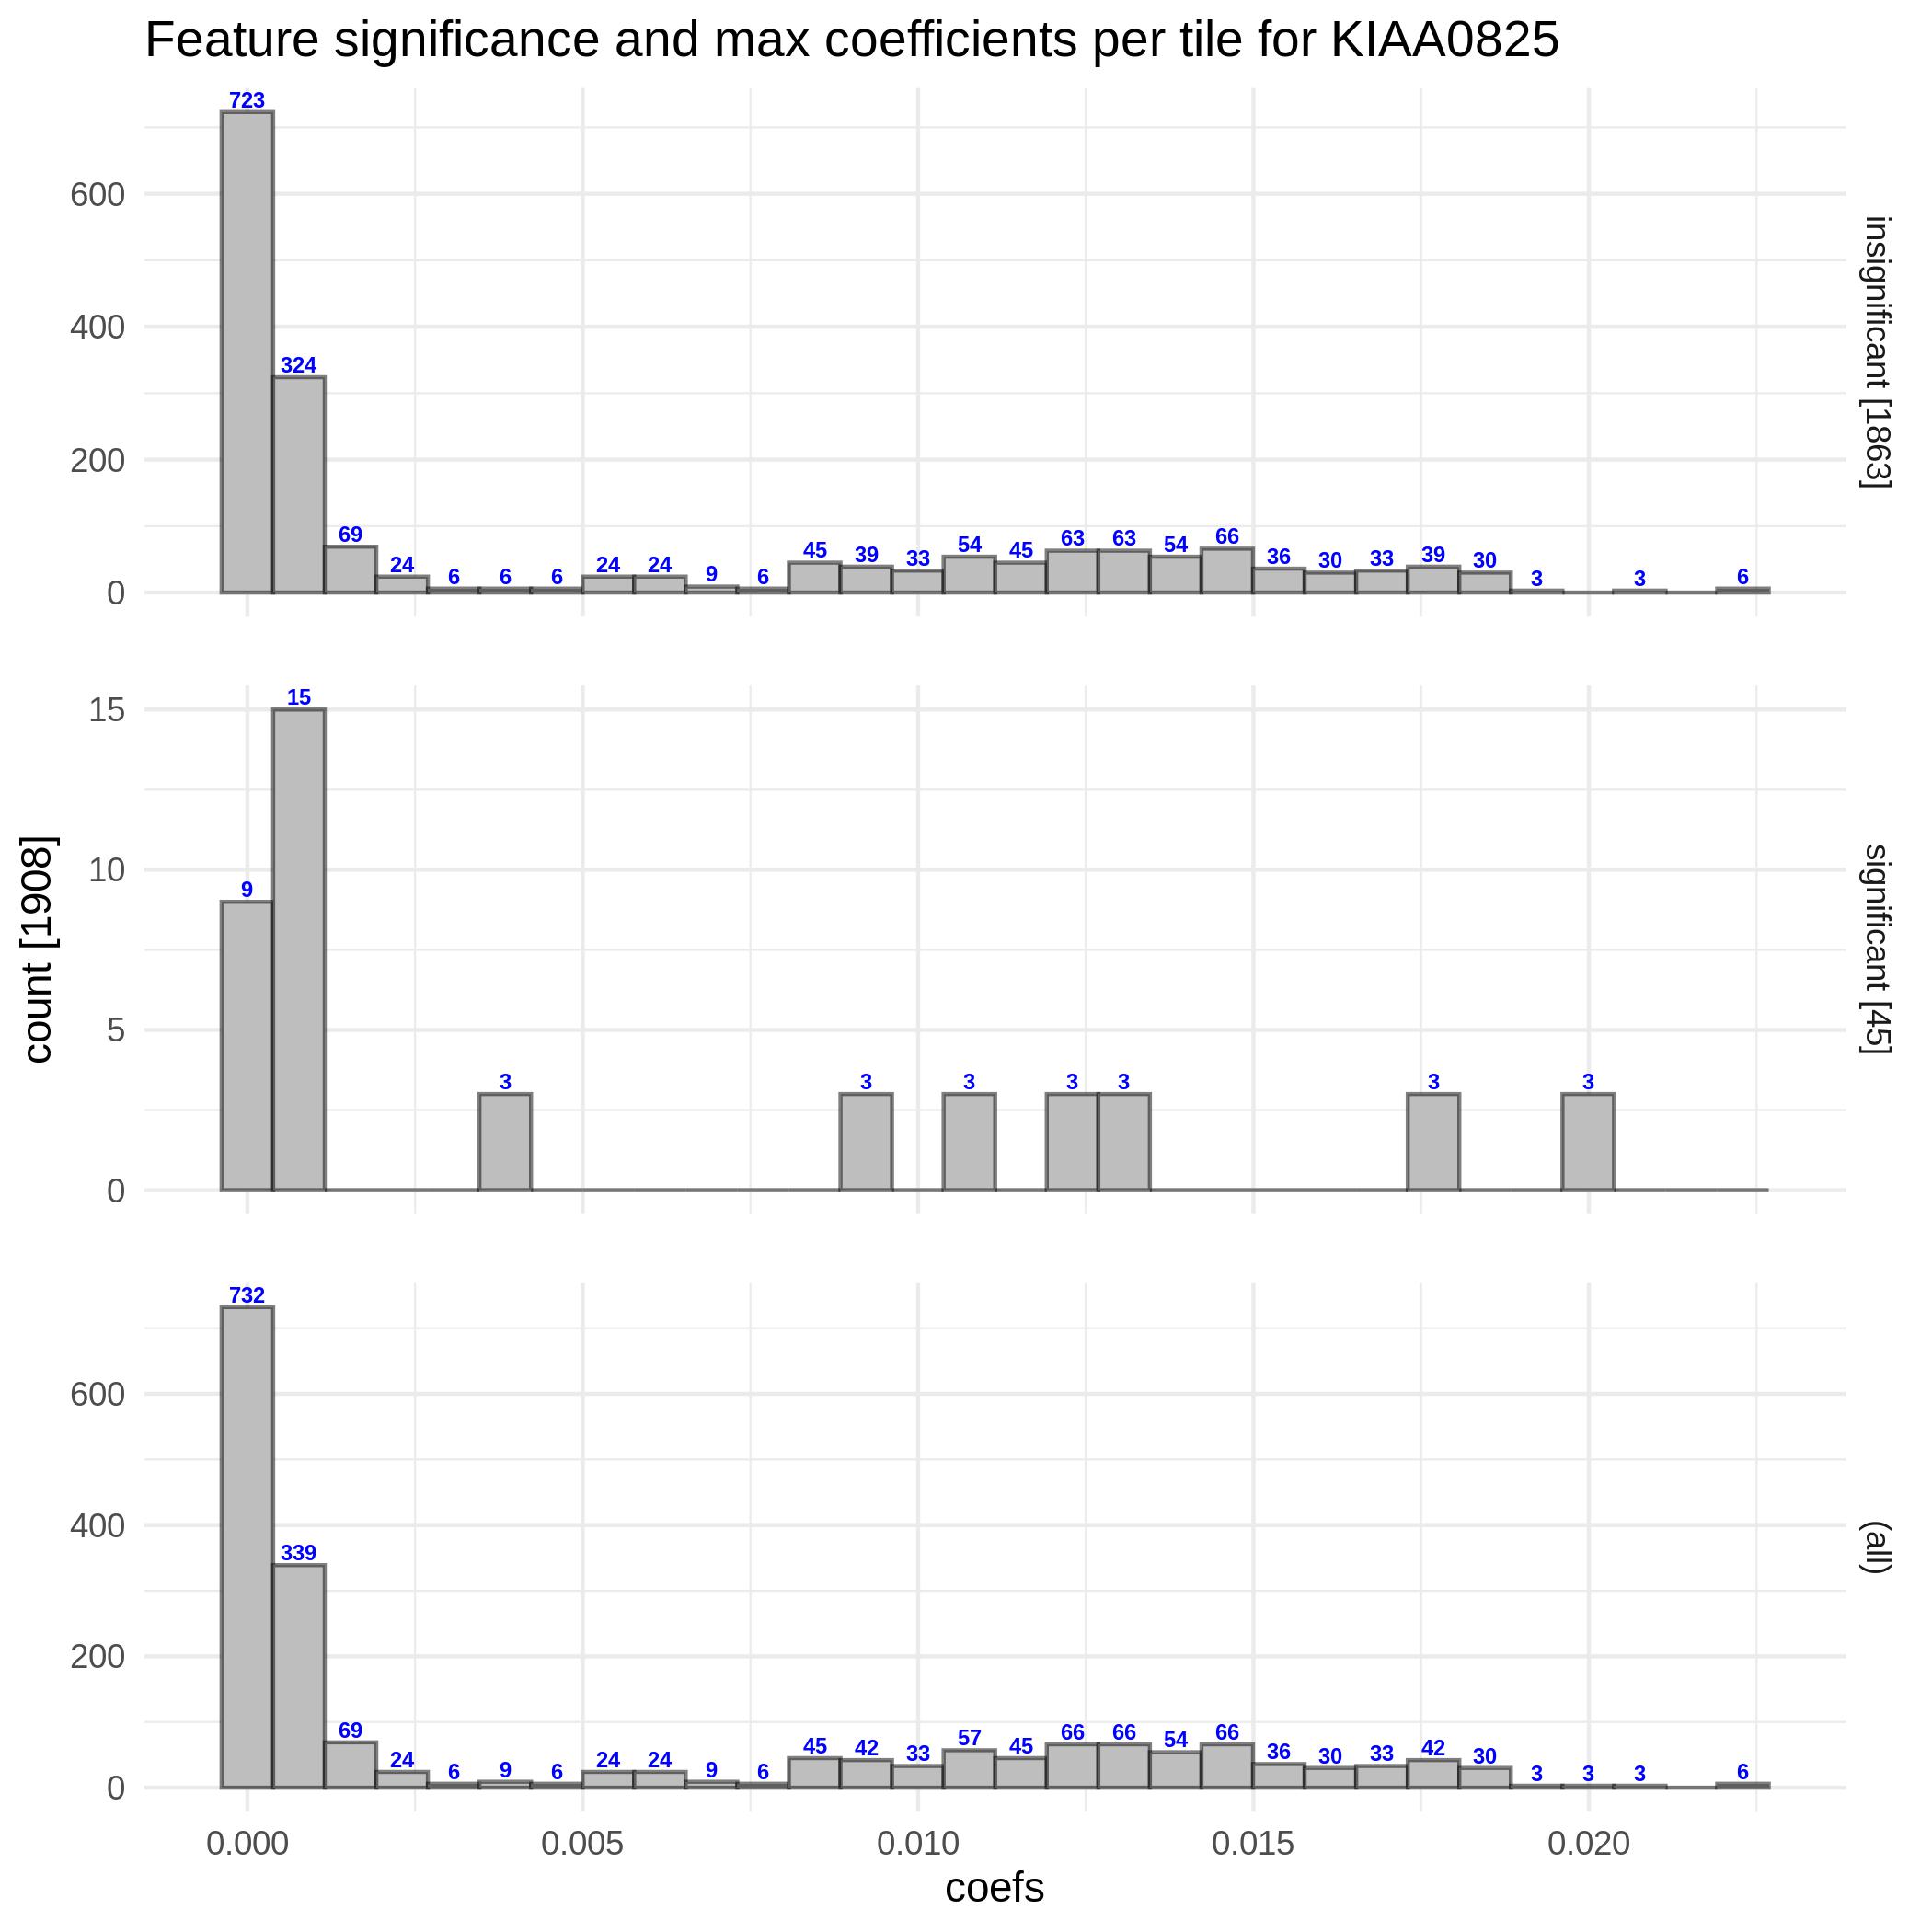 Feature significance and max coefficients per tile for KIAA0825
723
324
69 24 6 6 6 24 24 9 6 45 39 33 54 45 63 63 54 66 36 30 33 39 30 3 3 6
600
400
200
0
insignificant [1863]
15
9
3 3 3 3 3 3 3
15
10
5
0
significant [45]
count [1908]
732
339
69 24 6 9 6 24 24 9 6 45 42 33 57 45 66 66 54 66 36 30 33 42 30 3 3 3 6
600
400
200
0
(all)
0.000 0.005 0.010 0.015 0.020
coefs